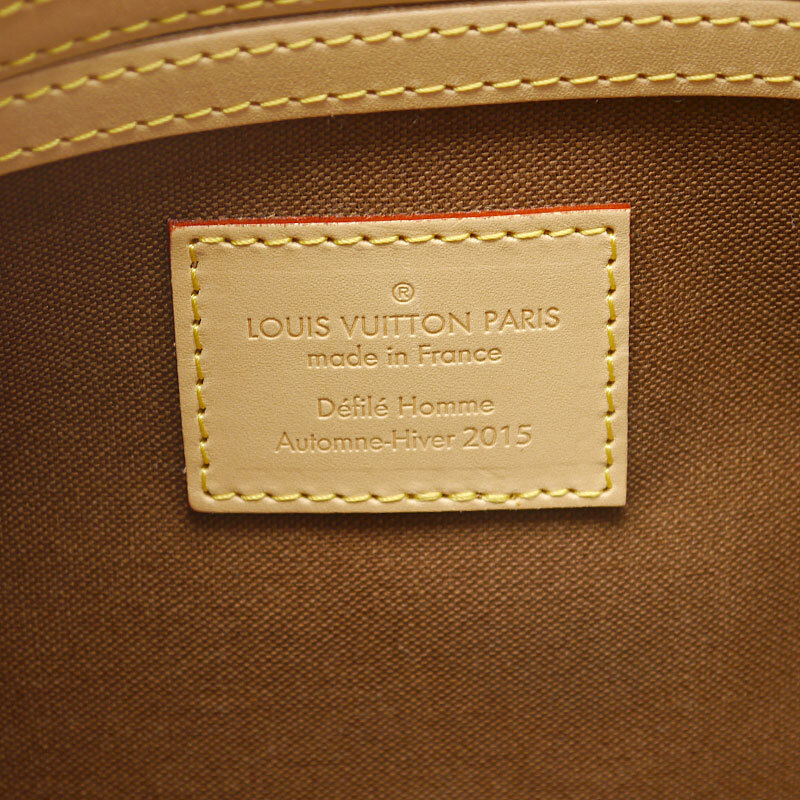 ®
LOUIS VUITTON PARIS
made in France
Défilé Homme
Automne-Hiver 2015